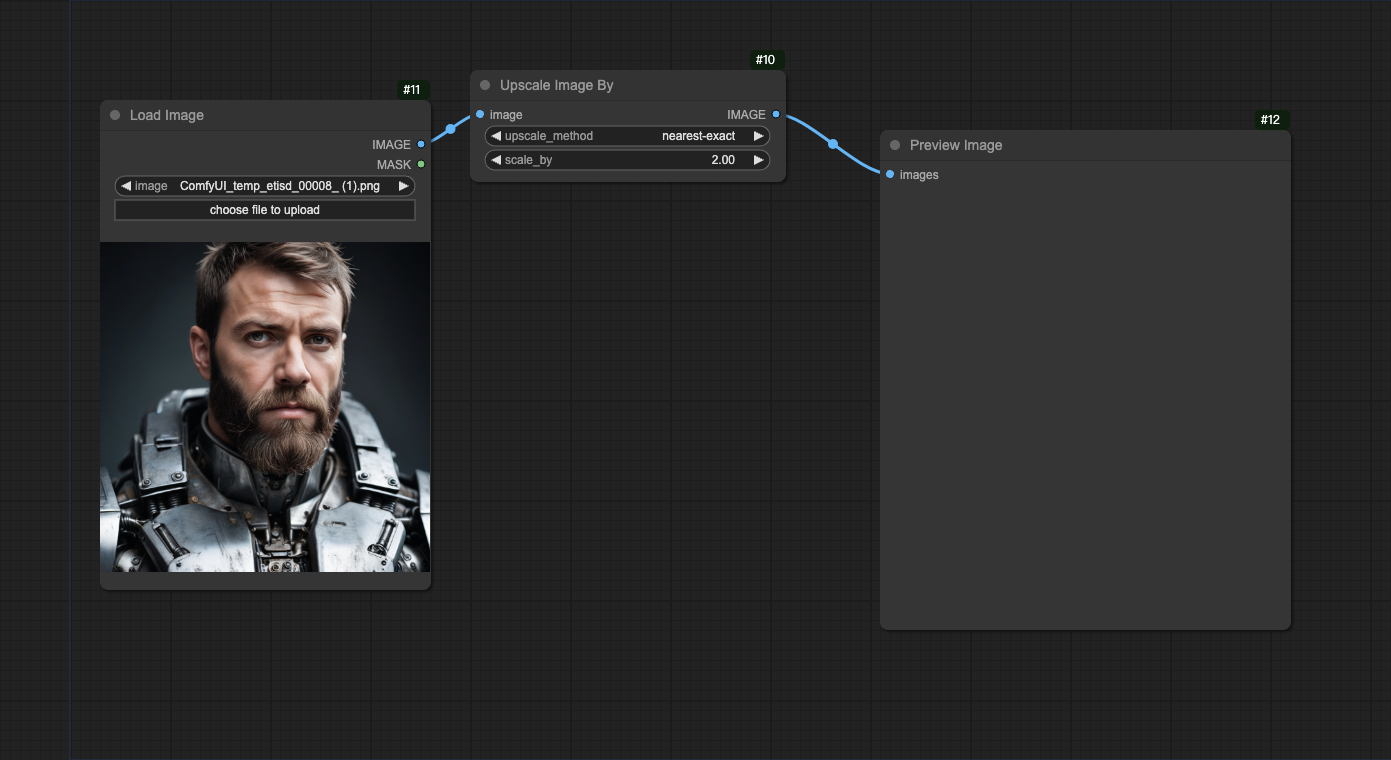 #11
Load Image
IMAGE
MASK
image ComfyUI_temp_etisd_00008_ (1).png
choose file to upload
#10
Upscale Image By
image IMAGE
upscale_method nearest-exact
scale_by 2.00
#12
Preview Image
images